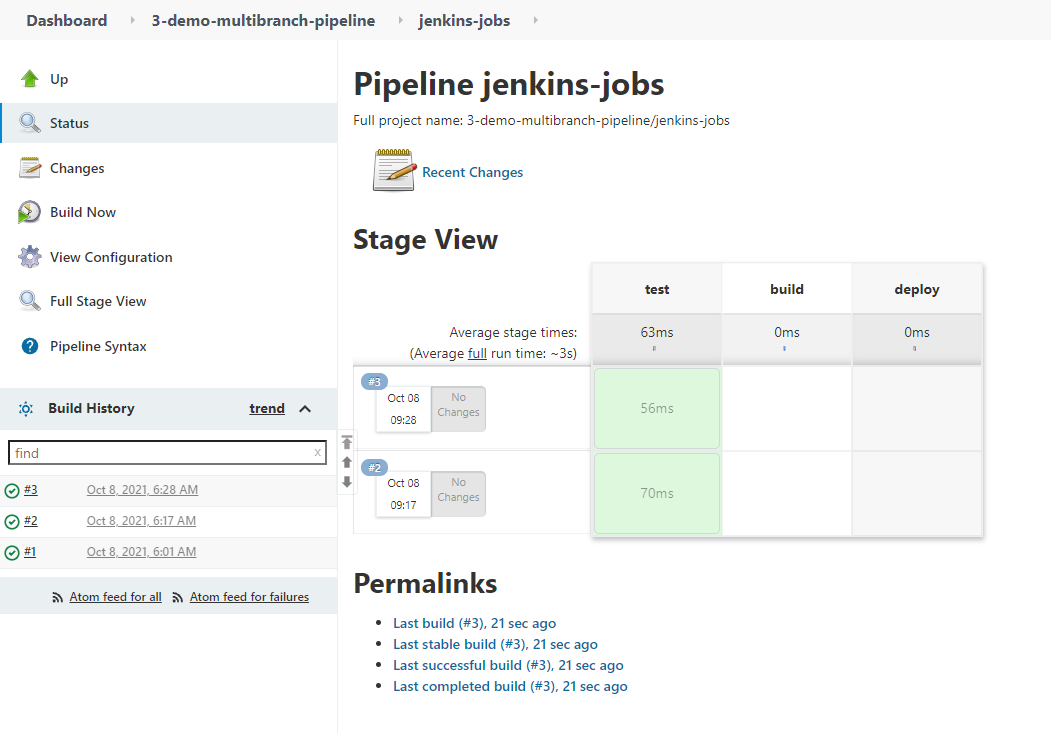 Dashboard 3-demo-multibranch-pipeline jenkins-jobs
Up
Status
Changes
Build Now
View Configuration
Full Stage View
Pipeline Syntax
Build History trend
find x
#3 Oct 8, 2021, 6:28 AM
#2 Oct 8, 2021, 6:17 AM
#1 Oct 8, 2021, 6:01 AM
Atom feed for all Atom feed for failures
Pipeline jenkins-jobs
Full project name: 3-demo-multibranch-pipeline/jenkins-jobs
Recent Changes
Stage View
test build deploy
Average stage times: 63ms 0ms 0ms
(Average full run time: ~3s)
#3
Oct 08
09:28
No
Changes
56ms
#2
Oct 08
09:17
No
Changes
70ms
Permalinks
Last build (#3), 21 sec ago
Last stable build (#3), 21 sec ago
Last successful build (#3), 21 sec ago
Last completed build (#3), 21 sec ago